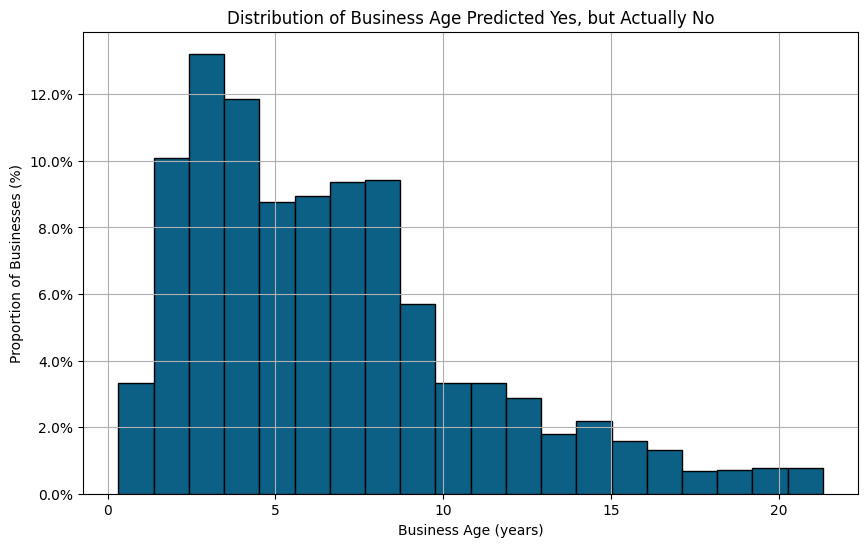 Distribution of Business Age Predicted Yes, but Actually No
12.0%
10.0%
8.0%
6.0%
4.0%
2.0%
0.0%
Proportion of Businesses (%)
0 5 10 15 20
Business Age (years)